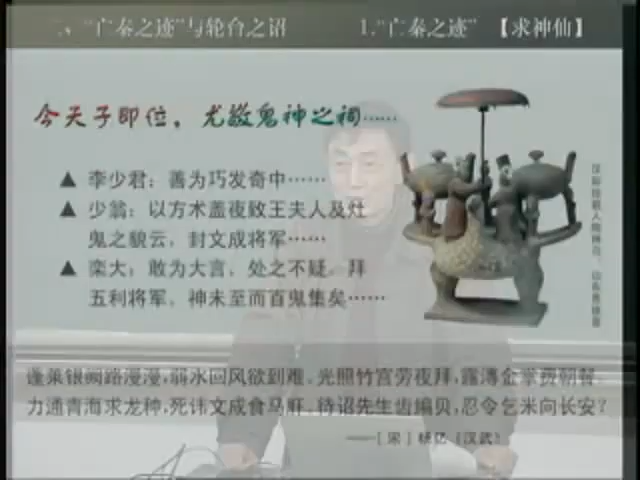 二、“亡秦之迹”与轮台之诏 1.“亡秦之迹” 【求神仙】
今天子即位，尤敬鬼神之祠……
▲ 李少君：善为巧发奇中……
▲ 少翁：以方术盖夜致王夫人及灶
鬼之貌云，封文成将军……
▲ 栾大：敢为大言，处之不疑，拜
五利将军，神未至而百鬼集矣……
蓬莱银阙路漫漫，弱水回风欲到难。光照竹宫劳夜拜，露漙金掌费朝餐。
力通青海求龙种，死讳文成食马肝。待诏先生齿编贝，忍令乞米向长安？
——［宋］杨亿《汉武》